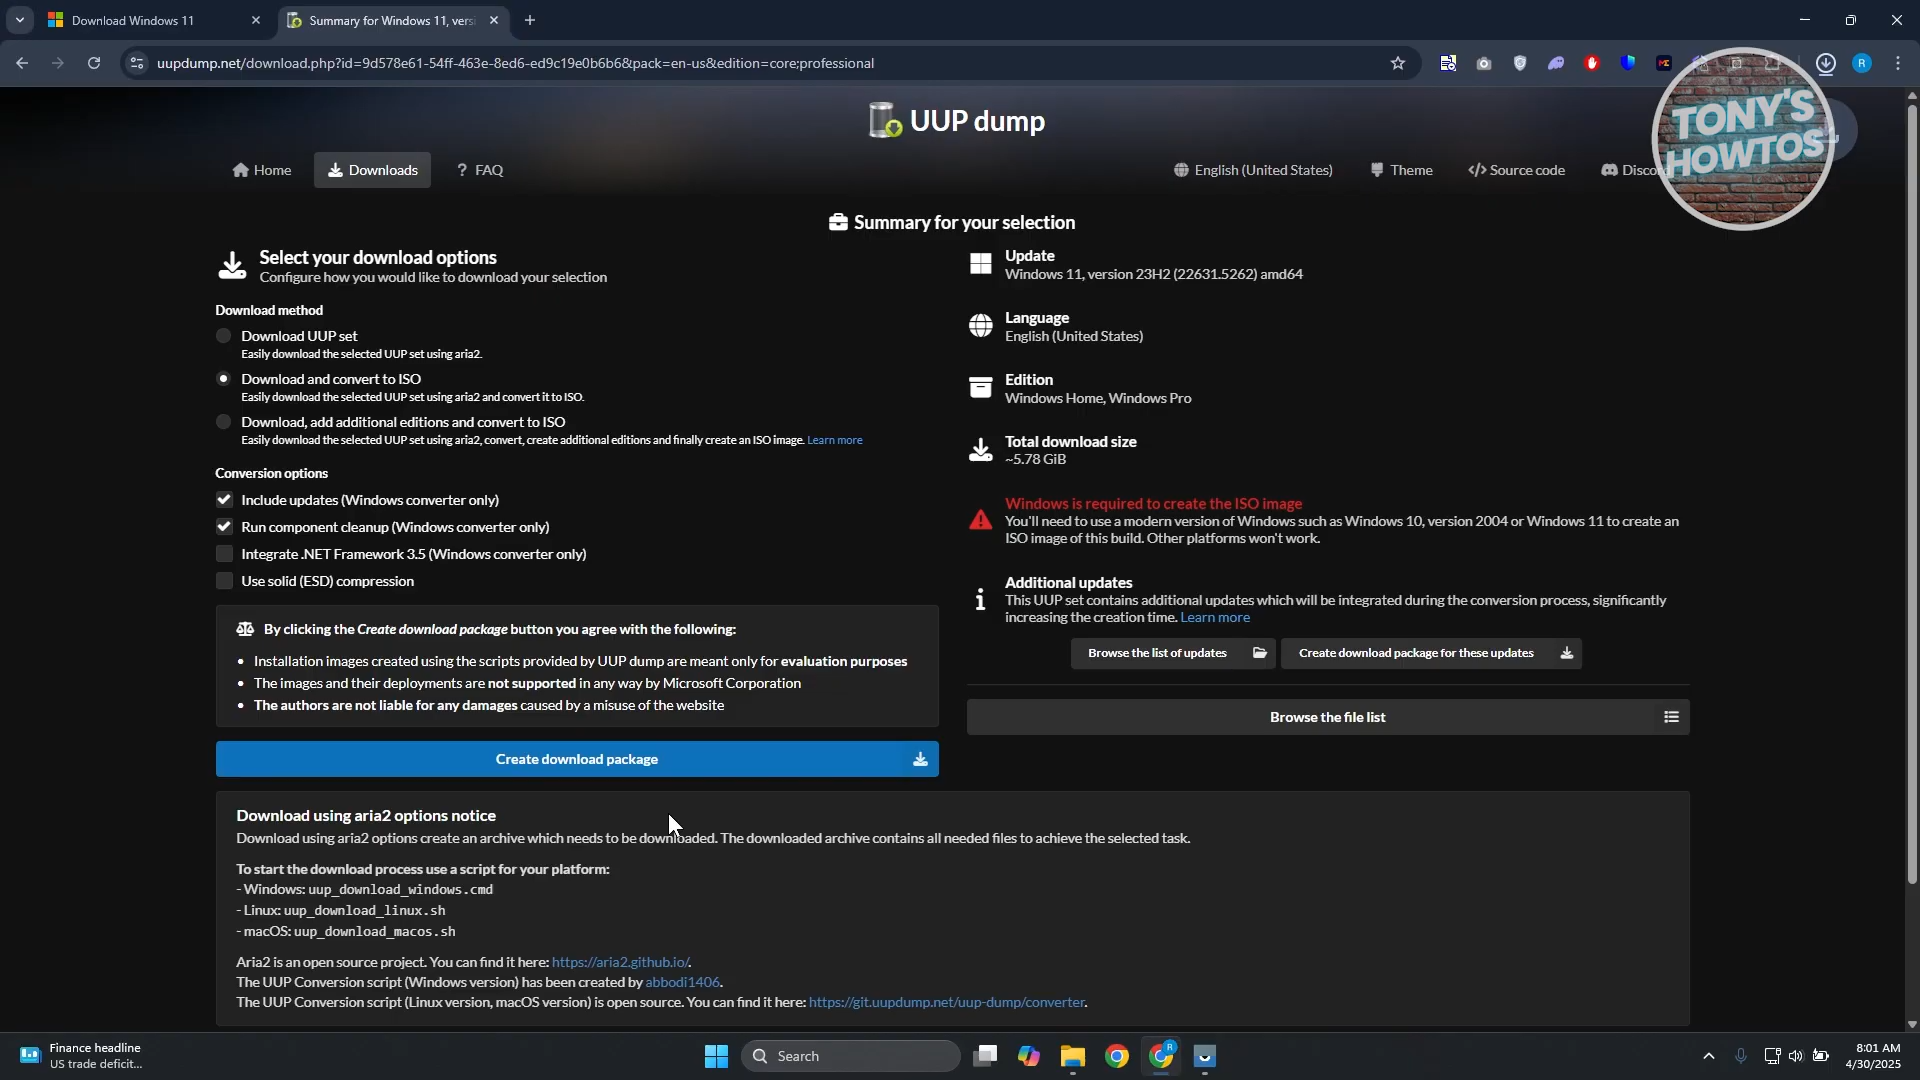 Download Windows 11
Summary for Windows 11, versi
uupdump.net/download.php?id=9d578e61-54ff-463e-8ed6-ed9c19e0b6b6&pack=en-us&edition=core;professional
R
TONY'S
HOWTOS
UUP dump
Home
Downloads
? FAQ
English (United States)
Theme
</> Source code
Discord
Summary for your selection
Select your download options
Configure how you would like to download your selection
Download method
Download UUP set
Easily download the selected UUP set using aria2.
Download and convert to ISO
Easily download the selected UUP set using aria2 and convert it to ISO.
Download, add additional editions and convert to ISO
Easily download the selected UUP set using aria2, convert, create additional editions and finally create an ISO image. Learn more
Conversion options
Include updates (Windows converter only)
Run component cleanup (Windows converter only)
Integrate .NET Framework 3.5 (Windows converter only)
Use solid (ESD) compression
By clicking the Create download package button you agree with the following:
• Installation images created using the scripts provided by UUP dump are meant only for evaluation purposes
• The images and their deployments are not supported in any way by Microsoft Corporation
• The authors are not liable for any damages caused by a misuse of the website
Create download package
Update
Windows 11, version 23H2 (22631.5262) amd64
Language
English (United States)
Edition
Windows Home, Windows Pro
Total download size
~5.78 GiB
Windows is required to create the ISO image
You'll need to use a modern version of Windows such as Windows 10, version 2004 or Windows 11 to create an
ISO image of this build. Other platforms won't work.
Additional updates
This UUP set contains additional updates which will be integrated during the conversion process, significantly
increasing the creation time. Learn more
Browse the list of updates
Create download package for these updates
Browse the file list
Download using aria2 options notice
Download using aria2 options create an archive which needs to be downloaded. The downloaded archive contains all needed files to achieve the selected task.
To start the download process use a script for your platform:
- Windows: uup_download_windows.cmd
- Linux: uup_download_linux.sh
- macOS: uup_download_macos.sh
Aria2 is an open source project. You can find it here: https://aria2.github.io/.
The UUP Conversion script (Windows version) has been created by abbodi1406.
The UUP Conversion script (Linux version, macOS version) is open source. You can find it here: https://git.uupdump.net/uup-dump/converter.
Finance headline
US trade deficit...
Search
R
8:01 AM
4/30/2025